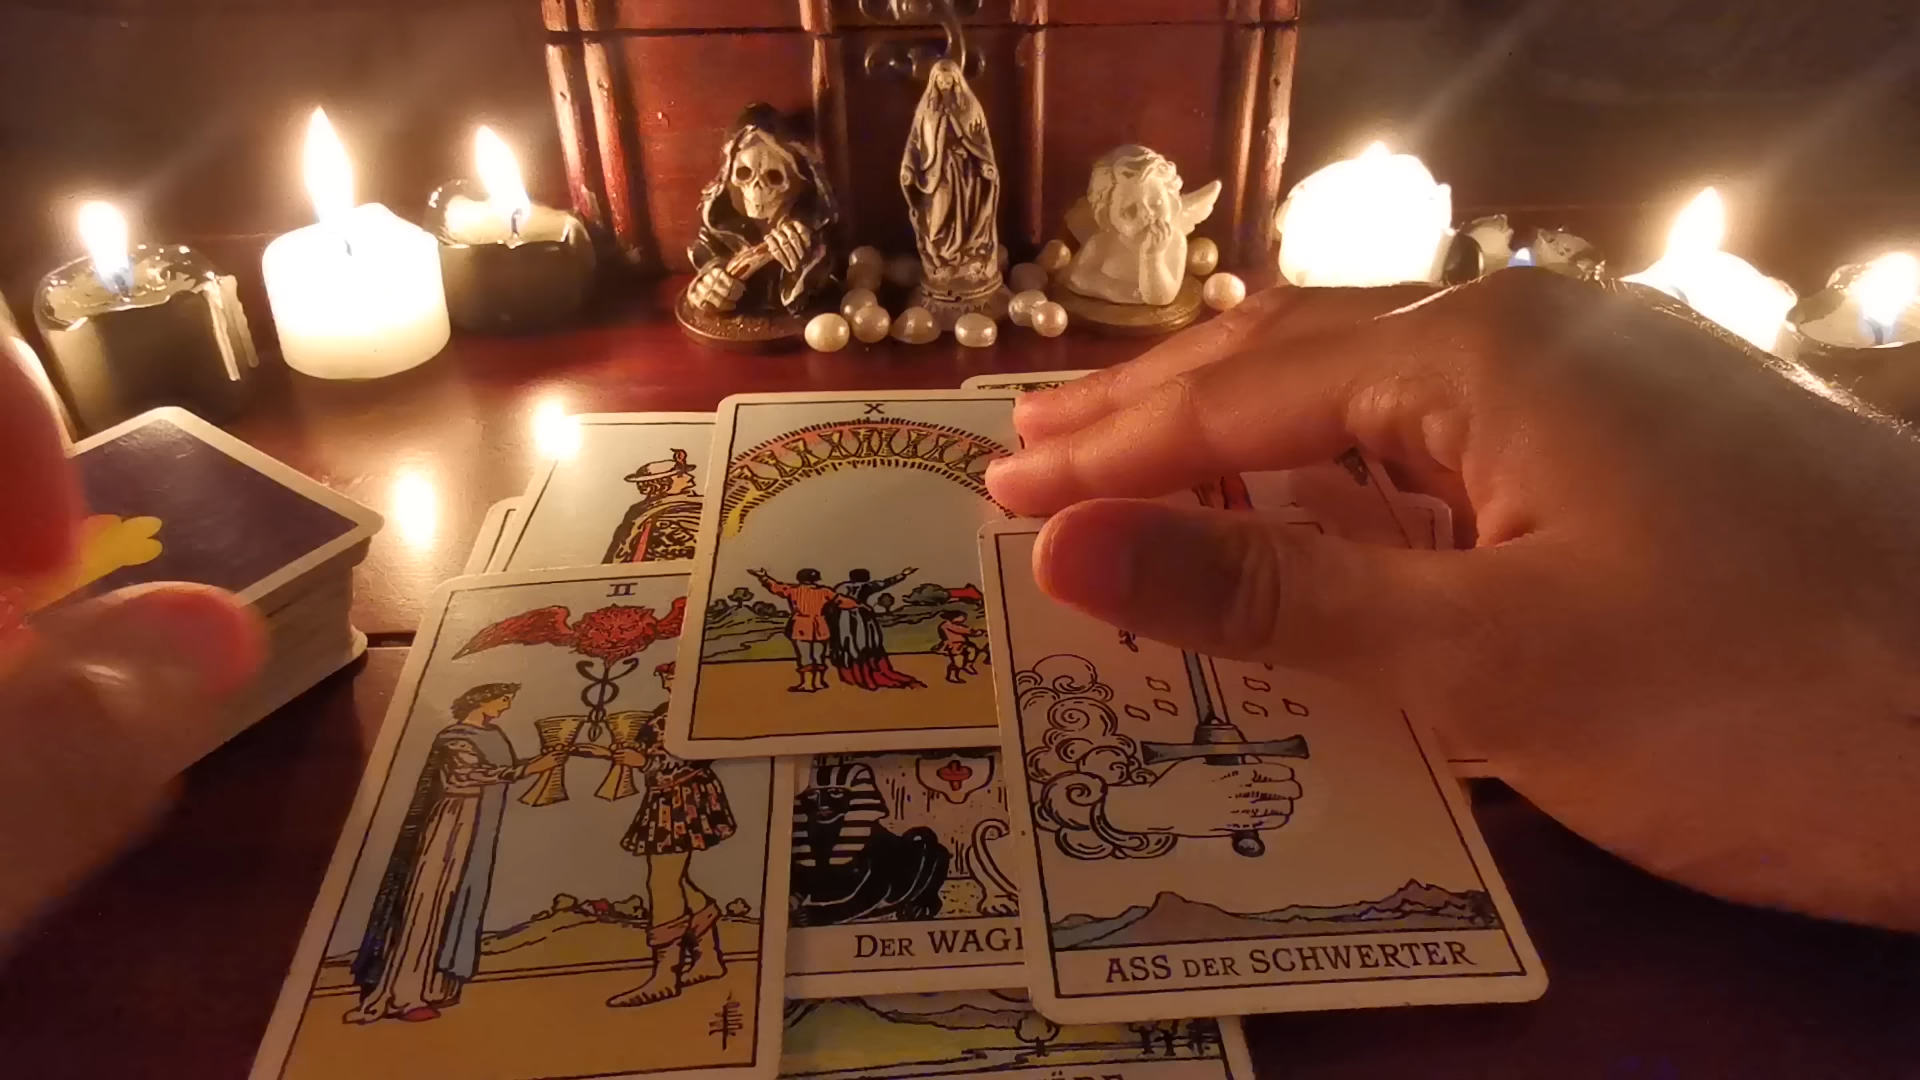 X
II
DER WAG
ASS DER SCHWERTER